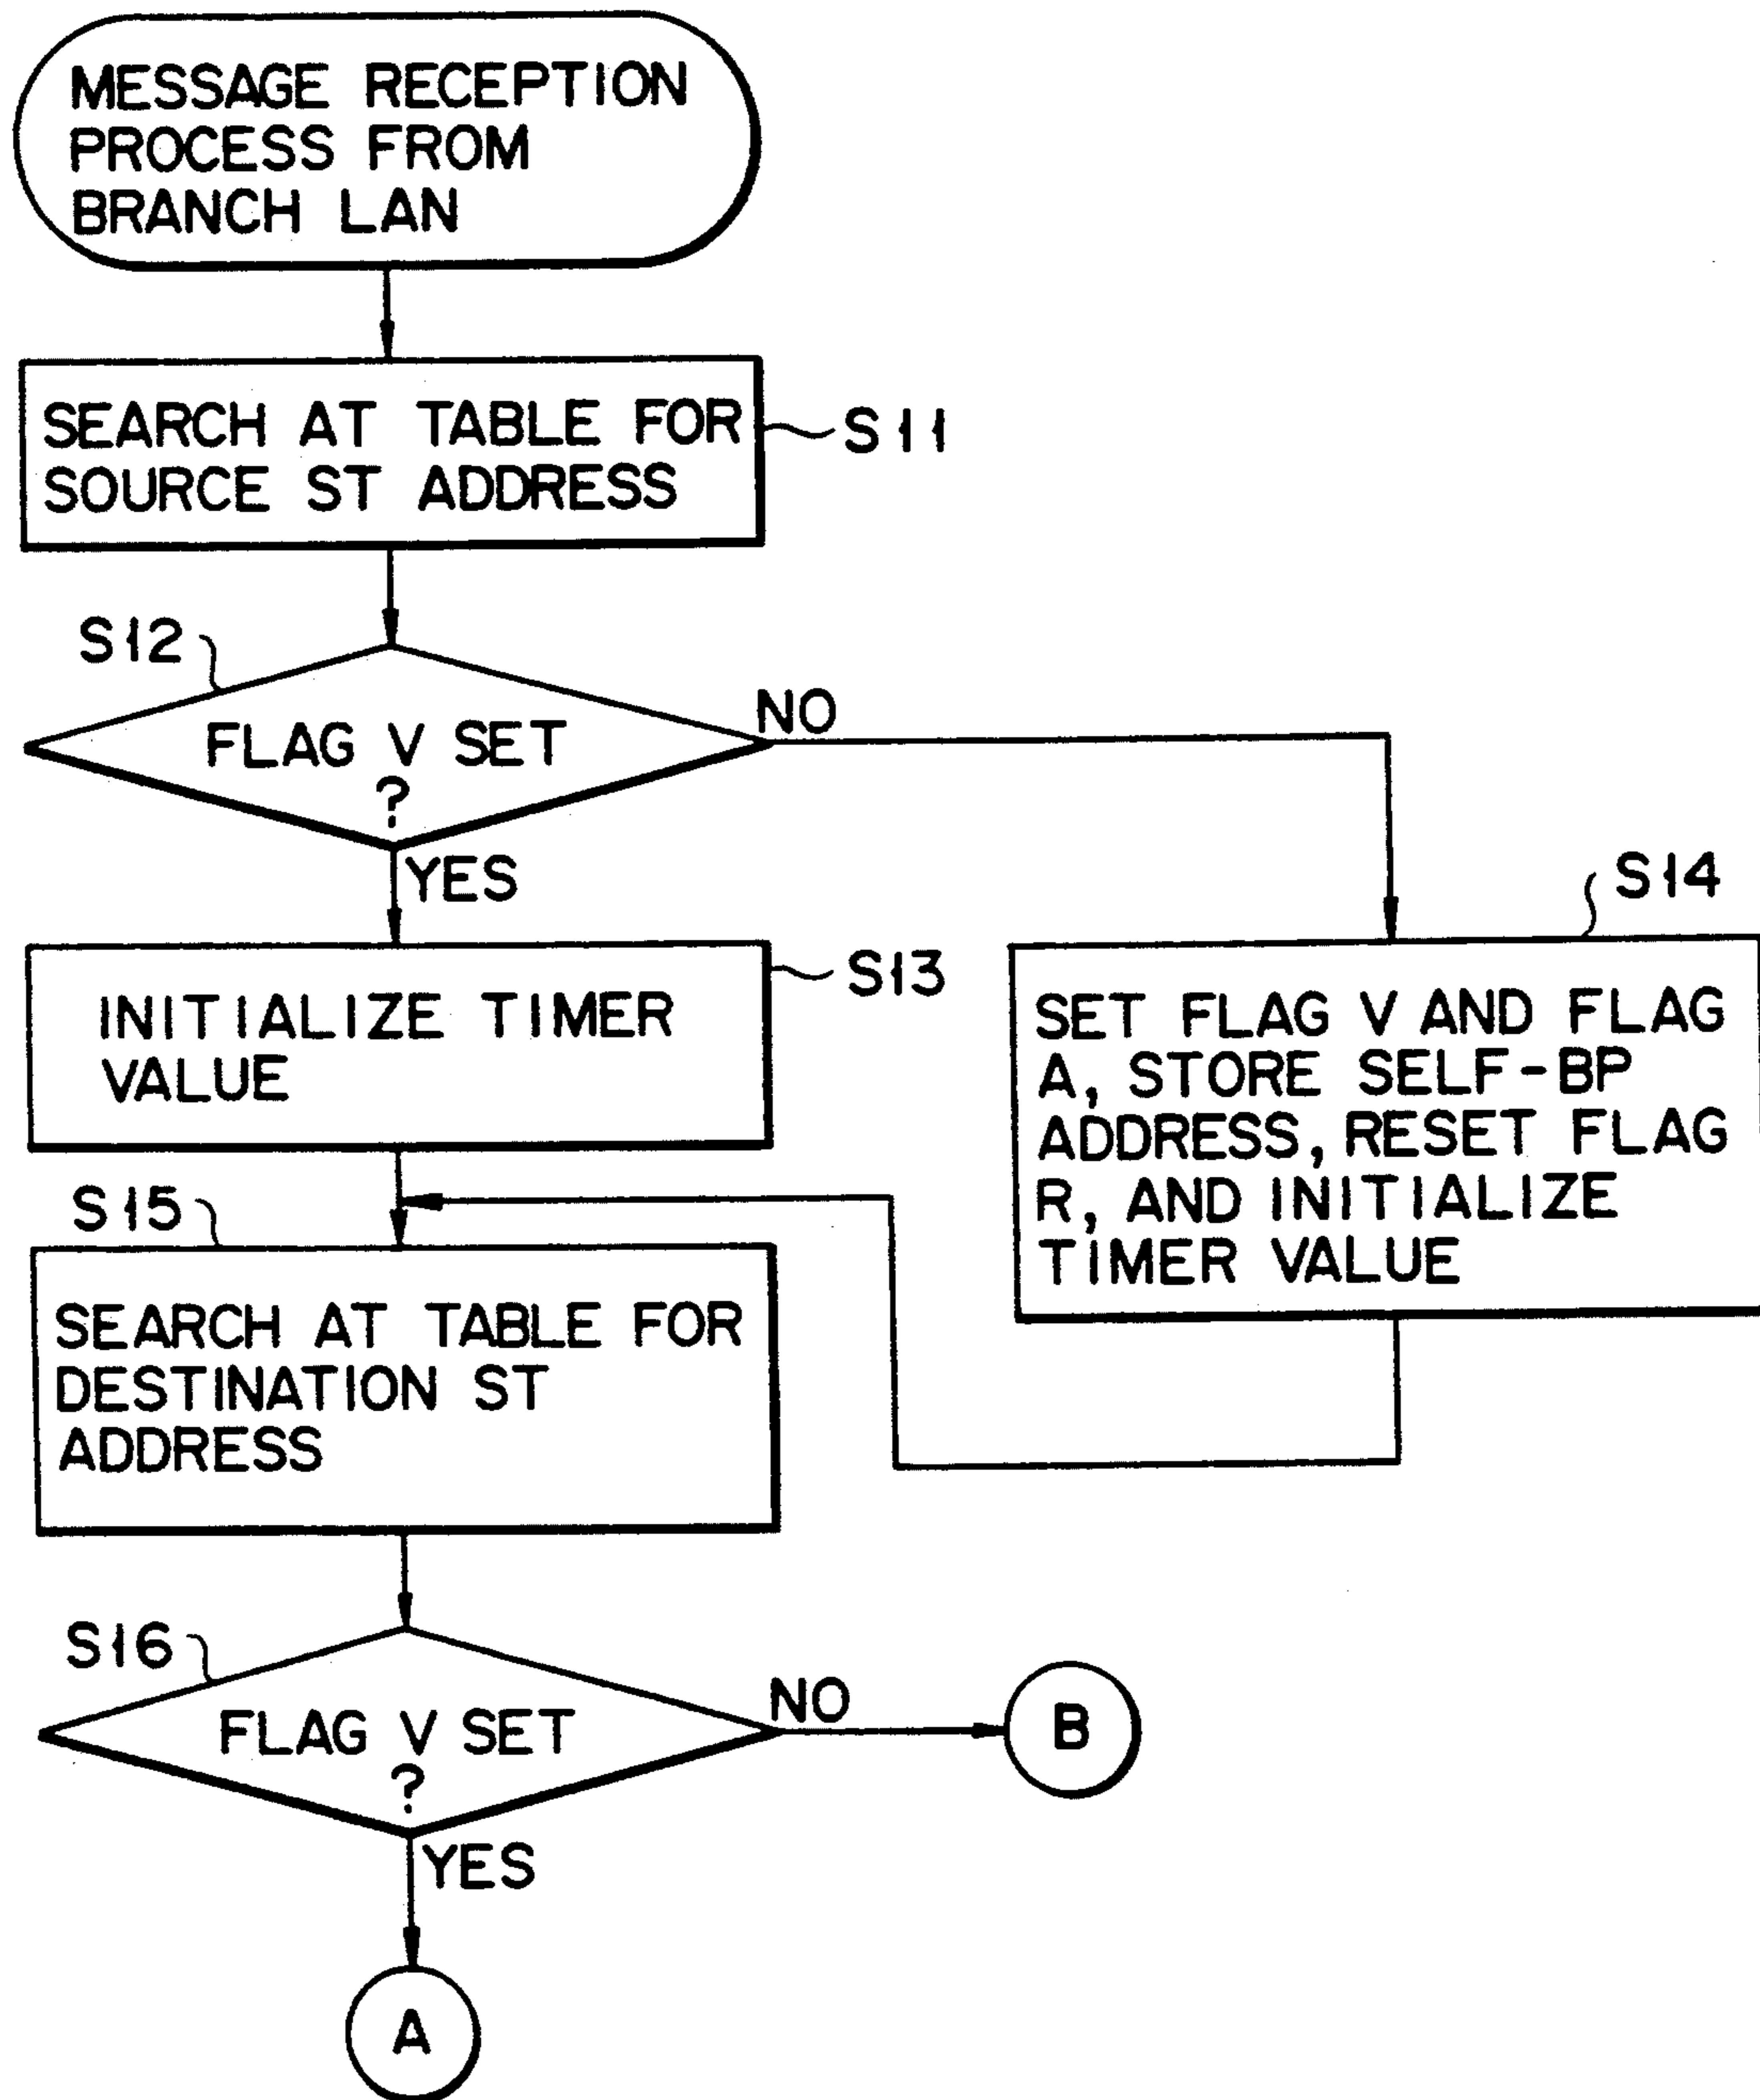 MESSAGE RECEPTION
PROCESS FROM
BRANCH LAN
SEARCH AT TABLE FOR
SOURCE ST ADDRESS
S11
S12
FLAG V SET
?
NO
YES
INITIALIZE TIMER
VALUE
S13
S14
SET FLAG V AND FLAG
A, STORE SELF-BP
ADDRESS, RESET FLAG
R, AND INITIALIZE
TIMER VALUE
S15
SEARCH AT TABLE FOR
DESTINATION ST
ADDRESS
S16
FLAG V SET
?
NO
B
YES
A